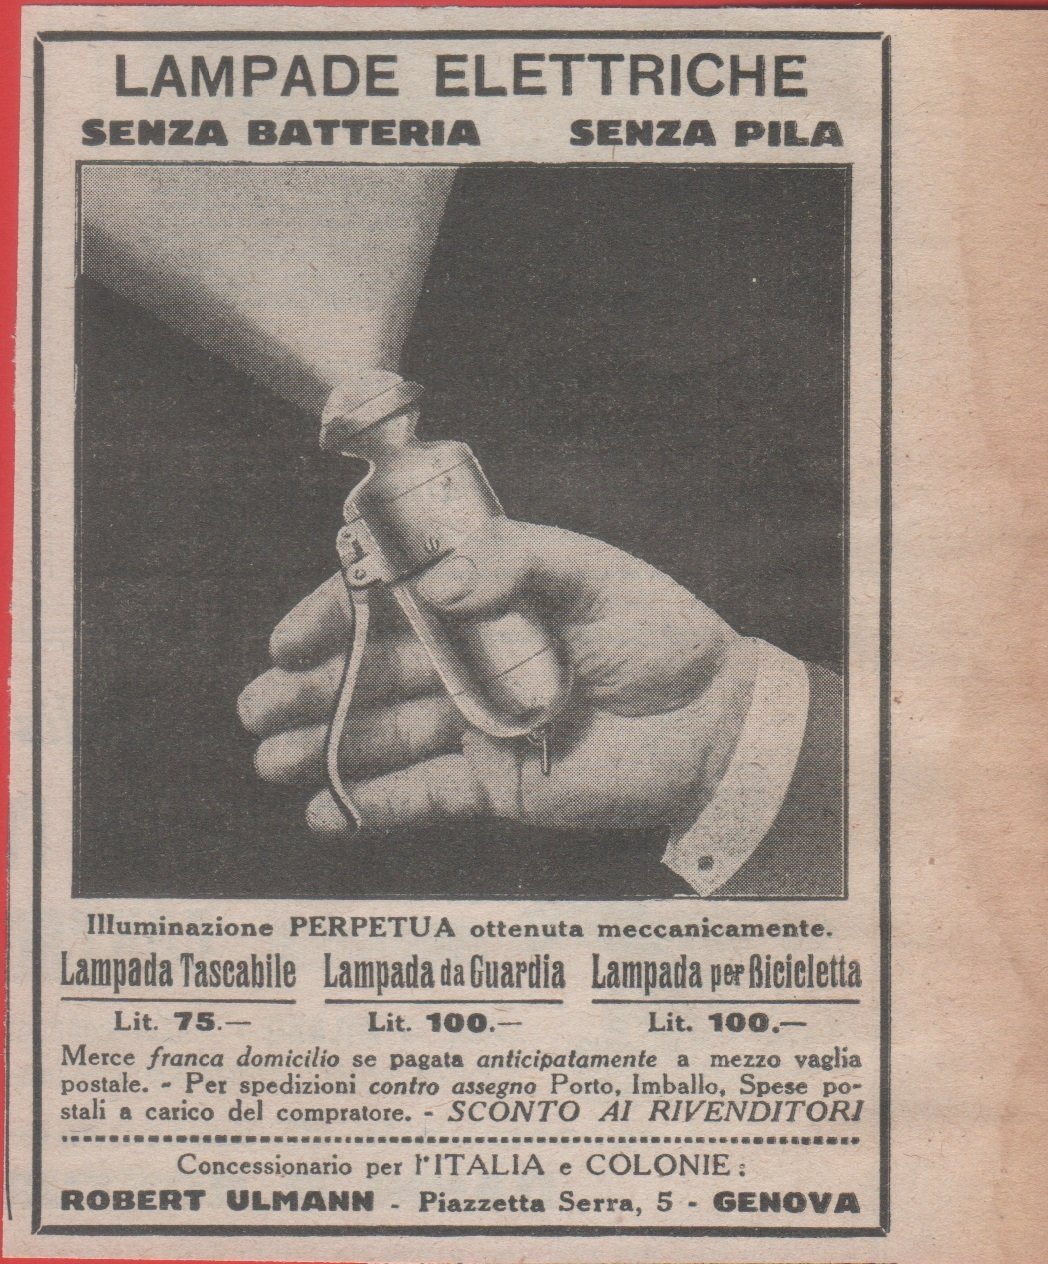 LAMPADE ELETTRICHE
SENZA BATTERIA SENZA PILA
Illuminazione PERPETUA ottenuta meccanicamente.
Lampada Tascabile Lampada da Guardia Lampada per Bicicletta
Lit. 75.— Lit. 100.— Lit. 100.—
Merce franca domicilio se pagata anticipatamente a mezzo vaglia
postale. - Per spedizioni contro assegno Porto, Imballo, Spese po-
stali a carico del compratore. - SCONTO AI RIVENDITORI
Concessionario per l'ITALIA e COLONIE:
ROBERT ULMANN - Piazzetta Serra, 5 - GENOVA